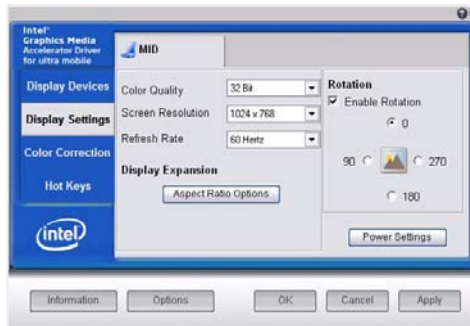 Intel®
Graphics Media
Accelerator Driver
for ultra mobile
MID
Display Devices
Display Settings
Color Correction
Hot Keys
intel
Color Quality
32 Bit
Screen Resolution
1024 x 768
Refresh Rate
60 Hertz
Display Expansion
Aspect Ratio Options
Rotation
Enable Rotation
0
90
270
180
Power Settings
Information
Options
OK
Cancel
Apply